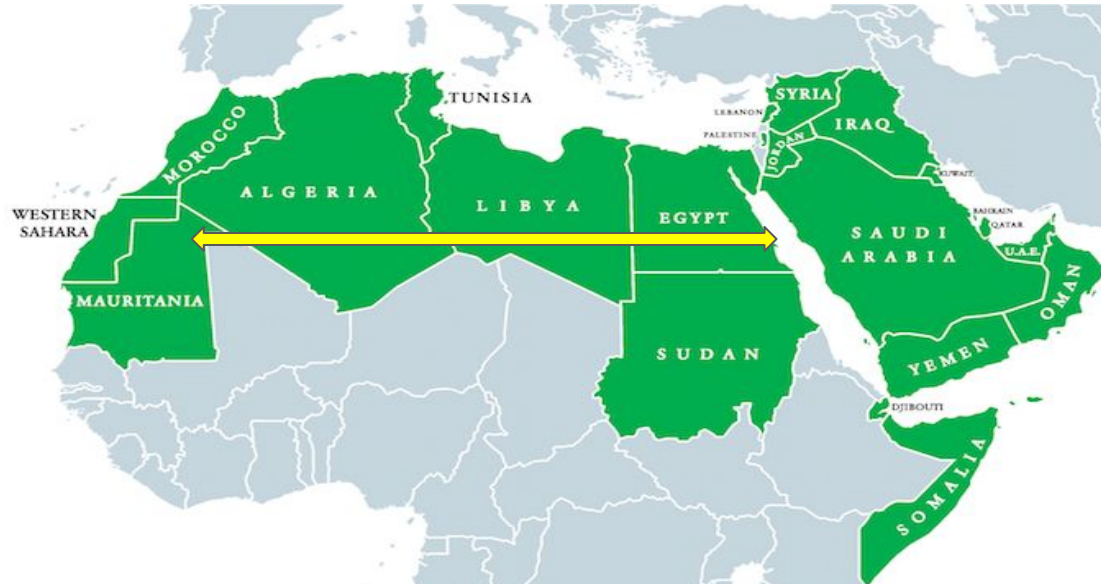 TUNISIA
SYRIA
LEBANON
IRAQ
PALESTINE
JORDAN
MOROCCO
KUWAIT
ALGERIA
LIBYA
WESTERN
SAHARA
EGYPT
BAHRAIN
QATAR
SAUDI
ARABIA
U.A.E.
OMAN
MAURITANIA
SUDAN
YEMEN
DJIBOUTI
SOMALIA